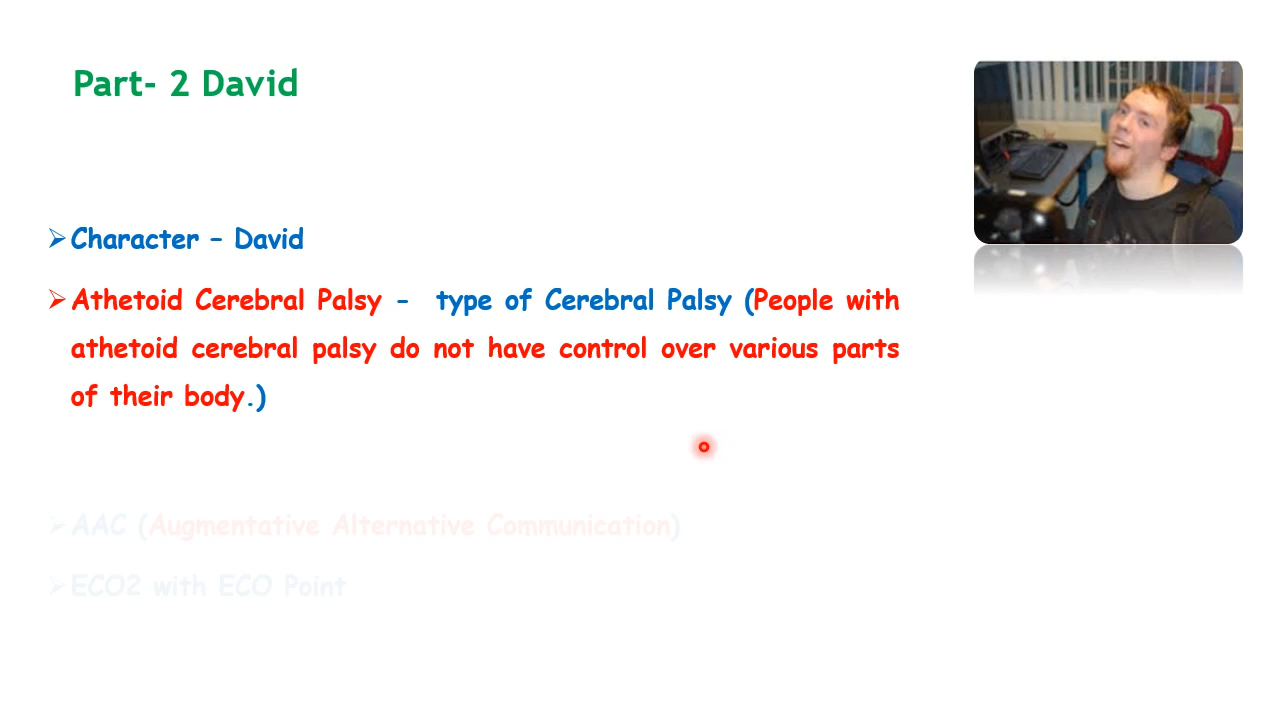 Part- 2 David
➢Character – David
➢Athetoid Cerebral Palsy - type of Cerebral Palsy (People with
athetoid cerebral palsy do not have control over various parts
of their body.)
➢AAC (Augmentative Alternative Communication)
➢ECO2 with ECO Point